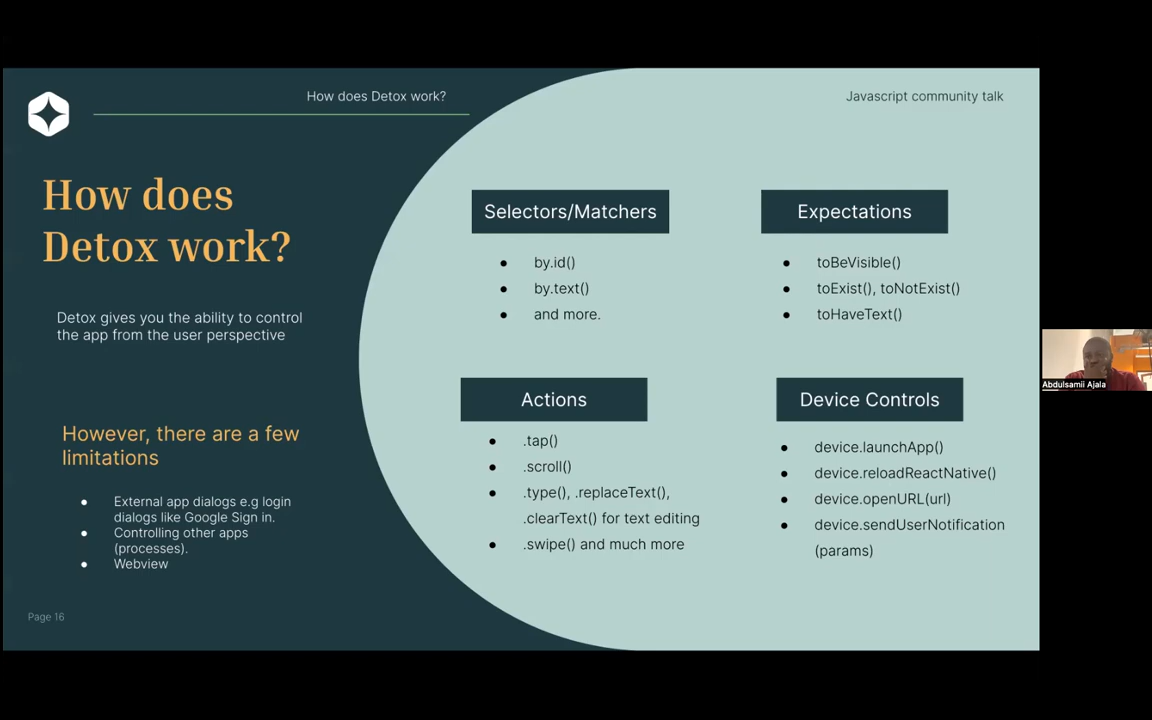 How does Detox work?
Javascript community talk
How does
Detox work?
Detox gives you the ability to control
the app from the user perspective
However, there are a few
limitations
● External app dialogs e.g login
dialogs like Google Sign in.
● Controlling other apps
(processes).
● Webview
Page 16
Selectors/Matchers
● by.id()
● by.text()
● and more.
Expectations
● toBeVisible()
● toExist(), toNotExist()
● toHaveText()
Actions
● .tap()
● .scroll()
● .type(), .replaceText(),
.clearText() for text editing
● .swipe() and much more
Device Controls
● device.launchApp()
● device.reloadReactNative()
● device.openURL(url)
● device.sendUserNotification
(params)
Abdulsamii Ajala